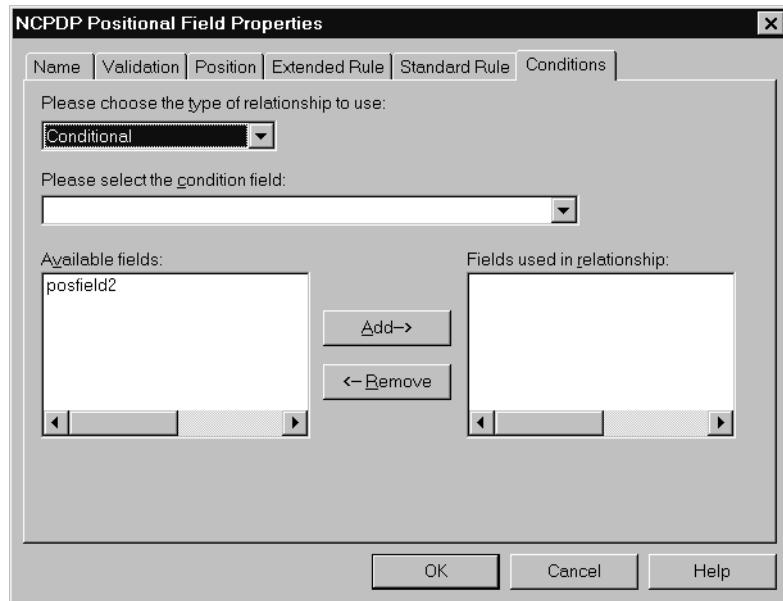 NCPDP Positional Field Properties
Name Validation Position Extended Rule Standard Rule Conditions
Please choose the type of relationship to use:
Conditional
Please select the condition field:
Available fields: Fields used in relationship:
posfield2
Add-->
<-- Remove
OK Cancel Help